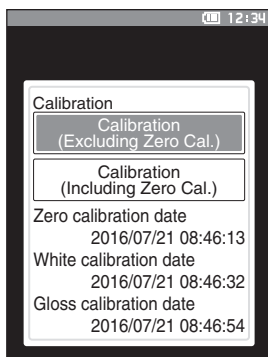 12:34
Calibration
Calibration
(Excluding Zero Cal.)
Calibration
(Including Zero Cal.)
Zero calibration date
2016/07/21 08:46:13
White calibration date
2016/07/21 08:46:32
Gloss calibration date
2016/07/21 08:46:54